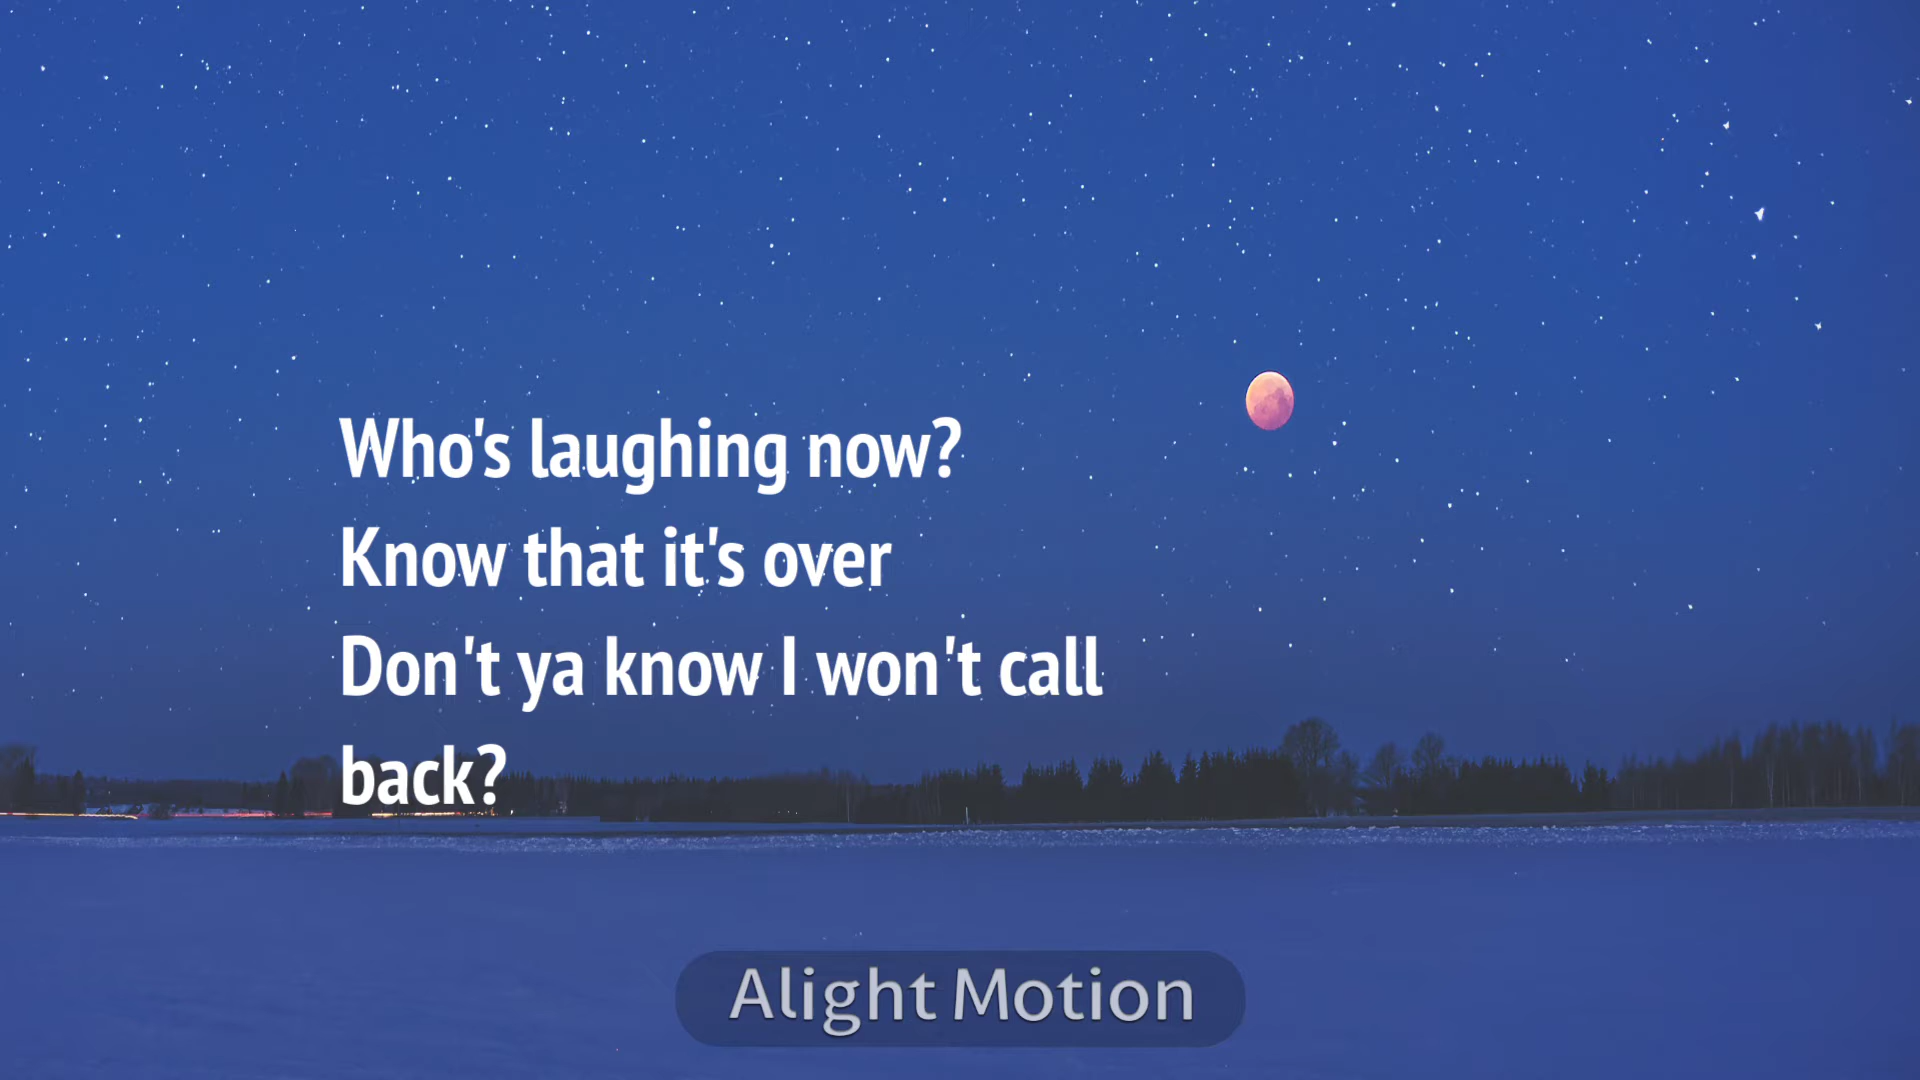 Who's laughing now?
Know that it's over
Don't ya know I won't call
back?
Alight Motion